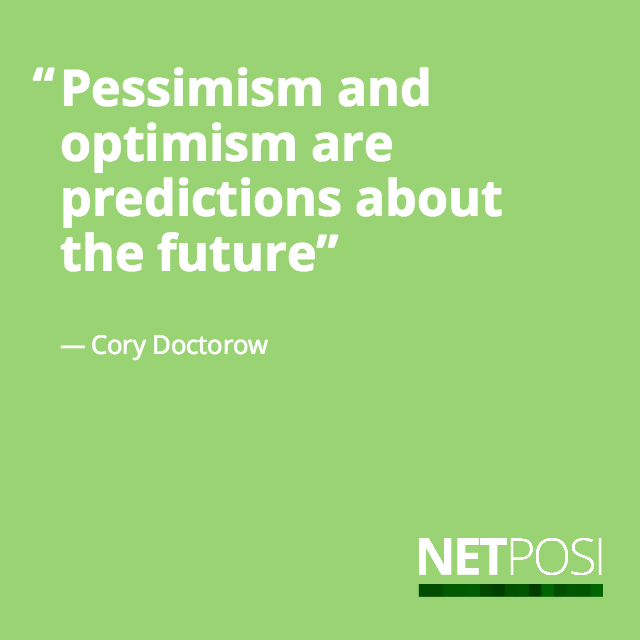 “Pessimism and
optimism are
predictions about
the future”
— Cory Doctorow
NETPOSI